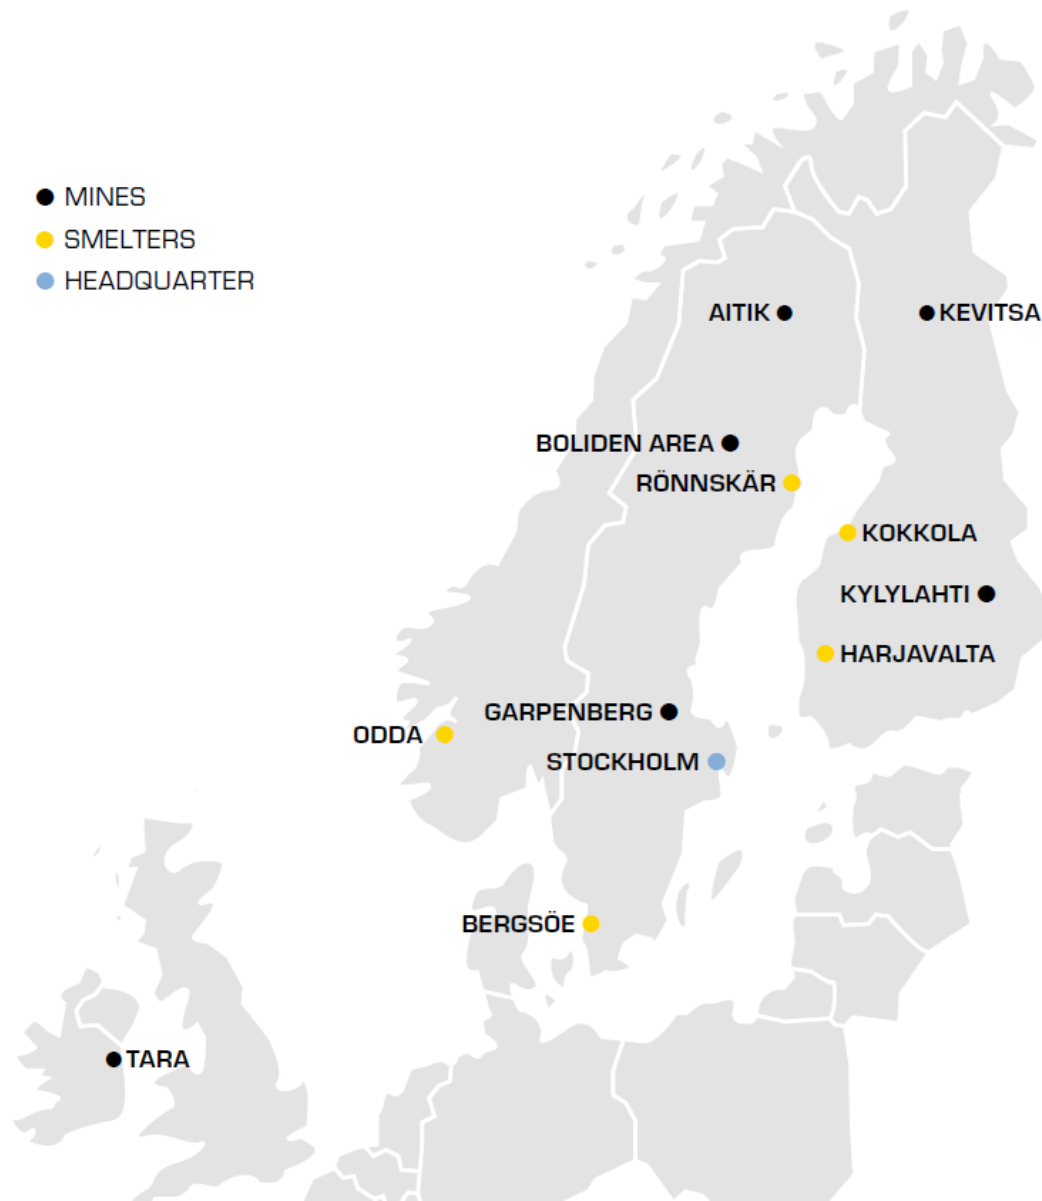 MINES
SMELTERS
HEADQUARTER
AITIK
KEVITSA
BOLIDEN AREA
RÖNNSKÄR
KOKKOLA
KYLYLAHTI
HARJAVALTA
GARPENBERG
ODDA
STOCKHOLM
BERGSÖE
TARA